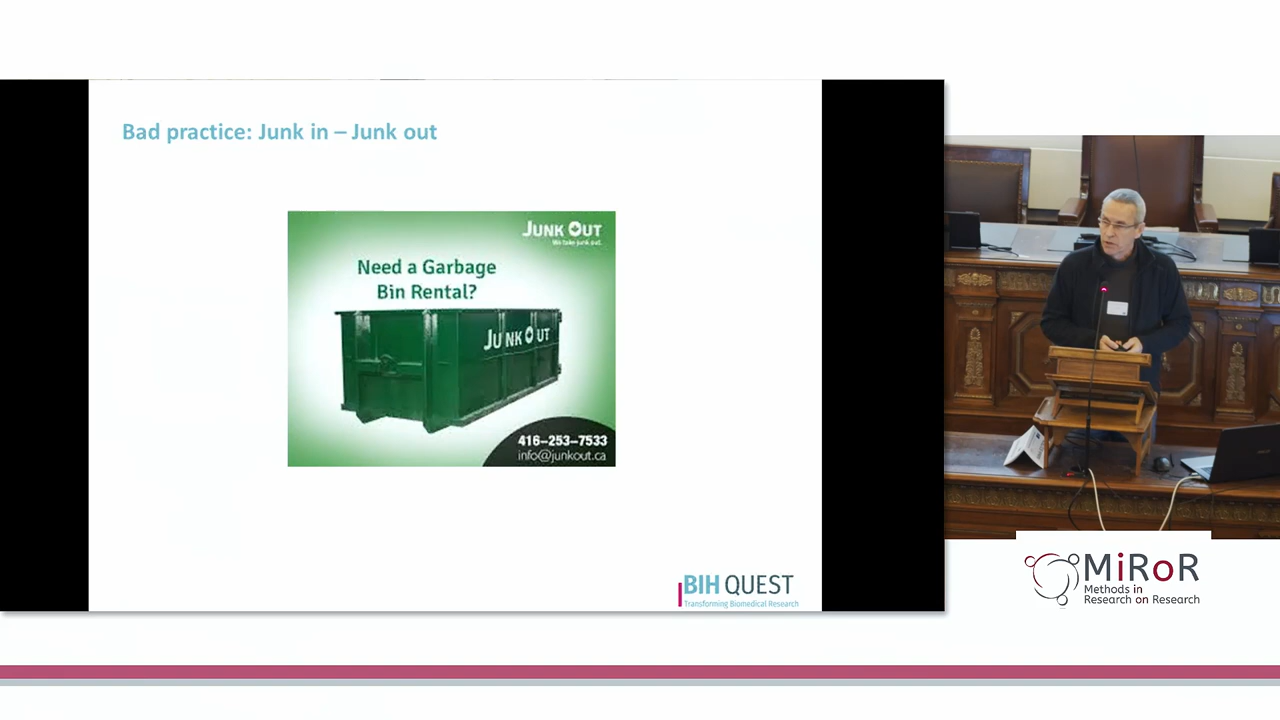 Bad practice: Junk in – Junk out
JUNK OUT
We take junk out.
Need a Garbage
Bin Rental?
JUNK OUT
416-253-7533
info@junkout.ca
BIH QUEST
Transforming Biomedical Research
MiRoR
Methods in
Research on Research